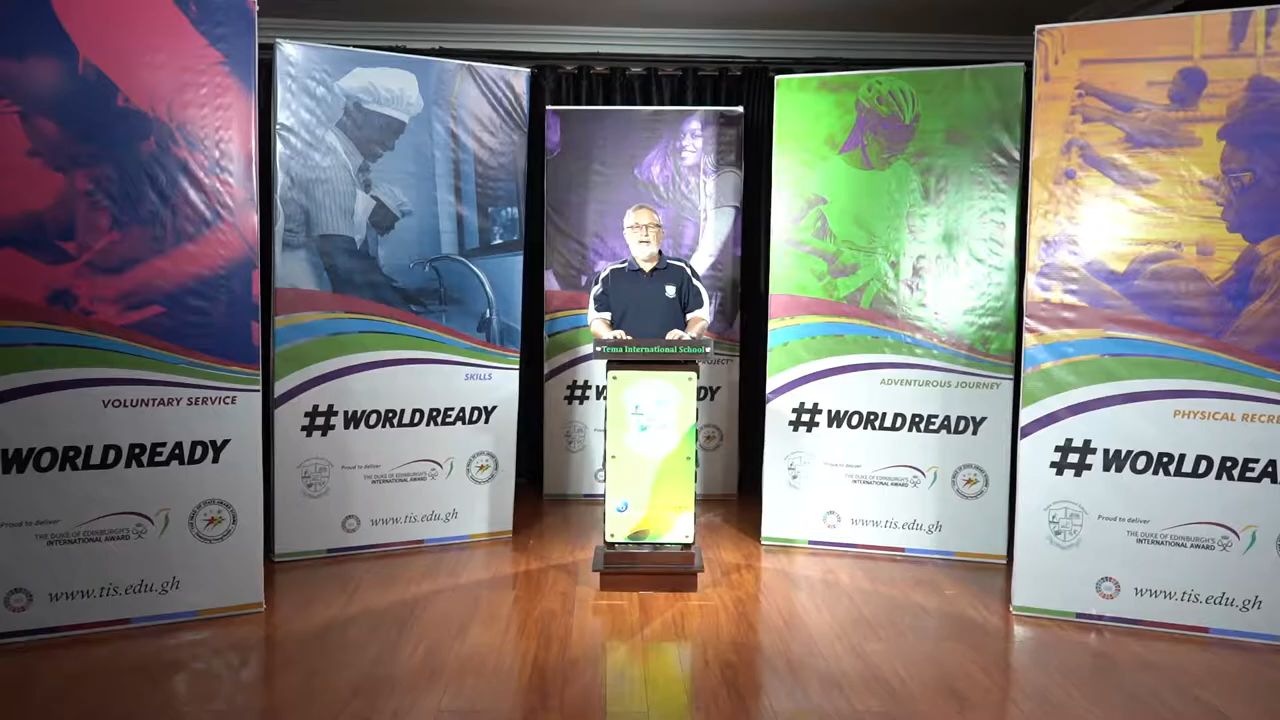 VOLUNTARY SERVICE
WORLDREADY
Proud to deliver
THE DUKE OF EDINBURGH'S
INTERNATIONAL AWARD
www.tis.edu.gh
SKILLS
#WORLDREADY
Proud to deliver
THE DUKE OF EDINBURGH'S
INTERNATIONAL AWARD
www.tis.edu.gh
Tema International School
PROJECT
ADVENTUROUS JOURNEY
#WORLDREADY
Proud to deliver
THE DUKE OF EDINBURGH'S
INTERNATIONAL AWARD
www.tis.edu.gh
PHYSICAL RECRE
#WORLDREA
Proud to deliver
THE DUKE OF EDINBURGH'S
INTERNATIONAL AWARD
www.tis.edu.gh